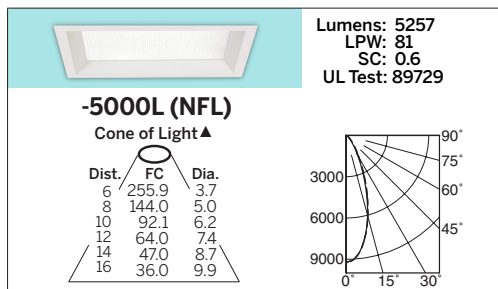 Lumens: 5257
LPW: 81
SC: 0.6
UL Test: 89729
-5000L (NFL)
Cone of Light▲
Dist. FC Dia.
6 255.9 3.7
8 144.0 5.0
10 92.1 6.2
12 64.0 7.4
14 47.0 8.7
16 36.0 9.9
90°
75°
3000
60°
6000
45°
9000
0° 15° 30°